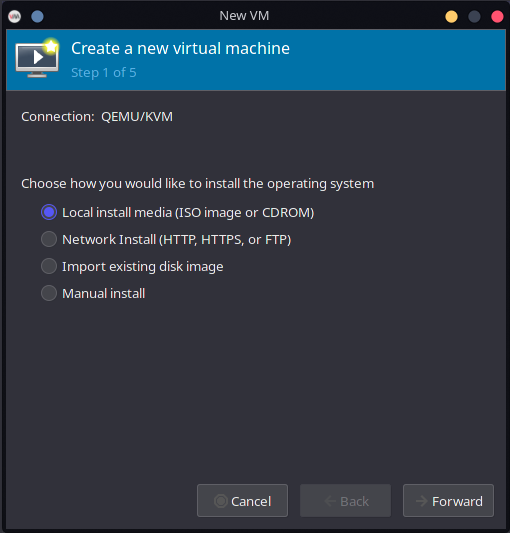 New VM
Create a new virtual machine
Step 1 of 5
Connection: QEMU/KVM
Choose how you would like to install the operating system
Local install media (ISO image or CDROM)
Network Install (HTTP, HTTPS, or FTP)
Import existing disk image
Manual install
Cancel Back Forward